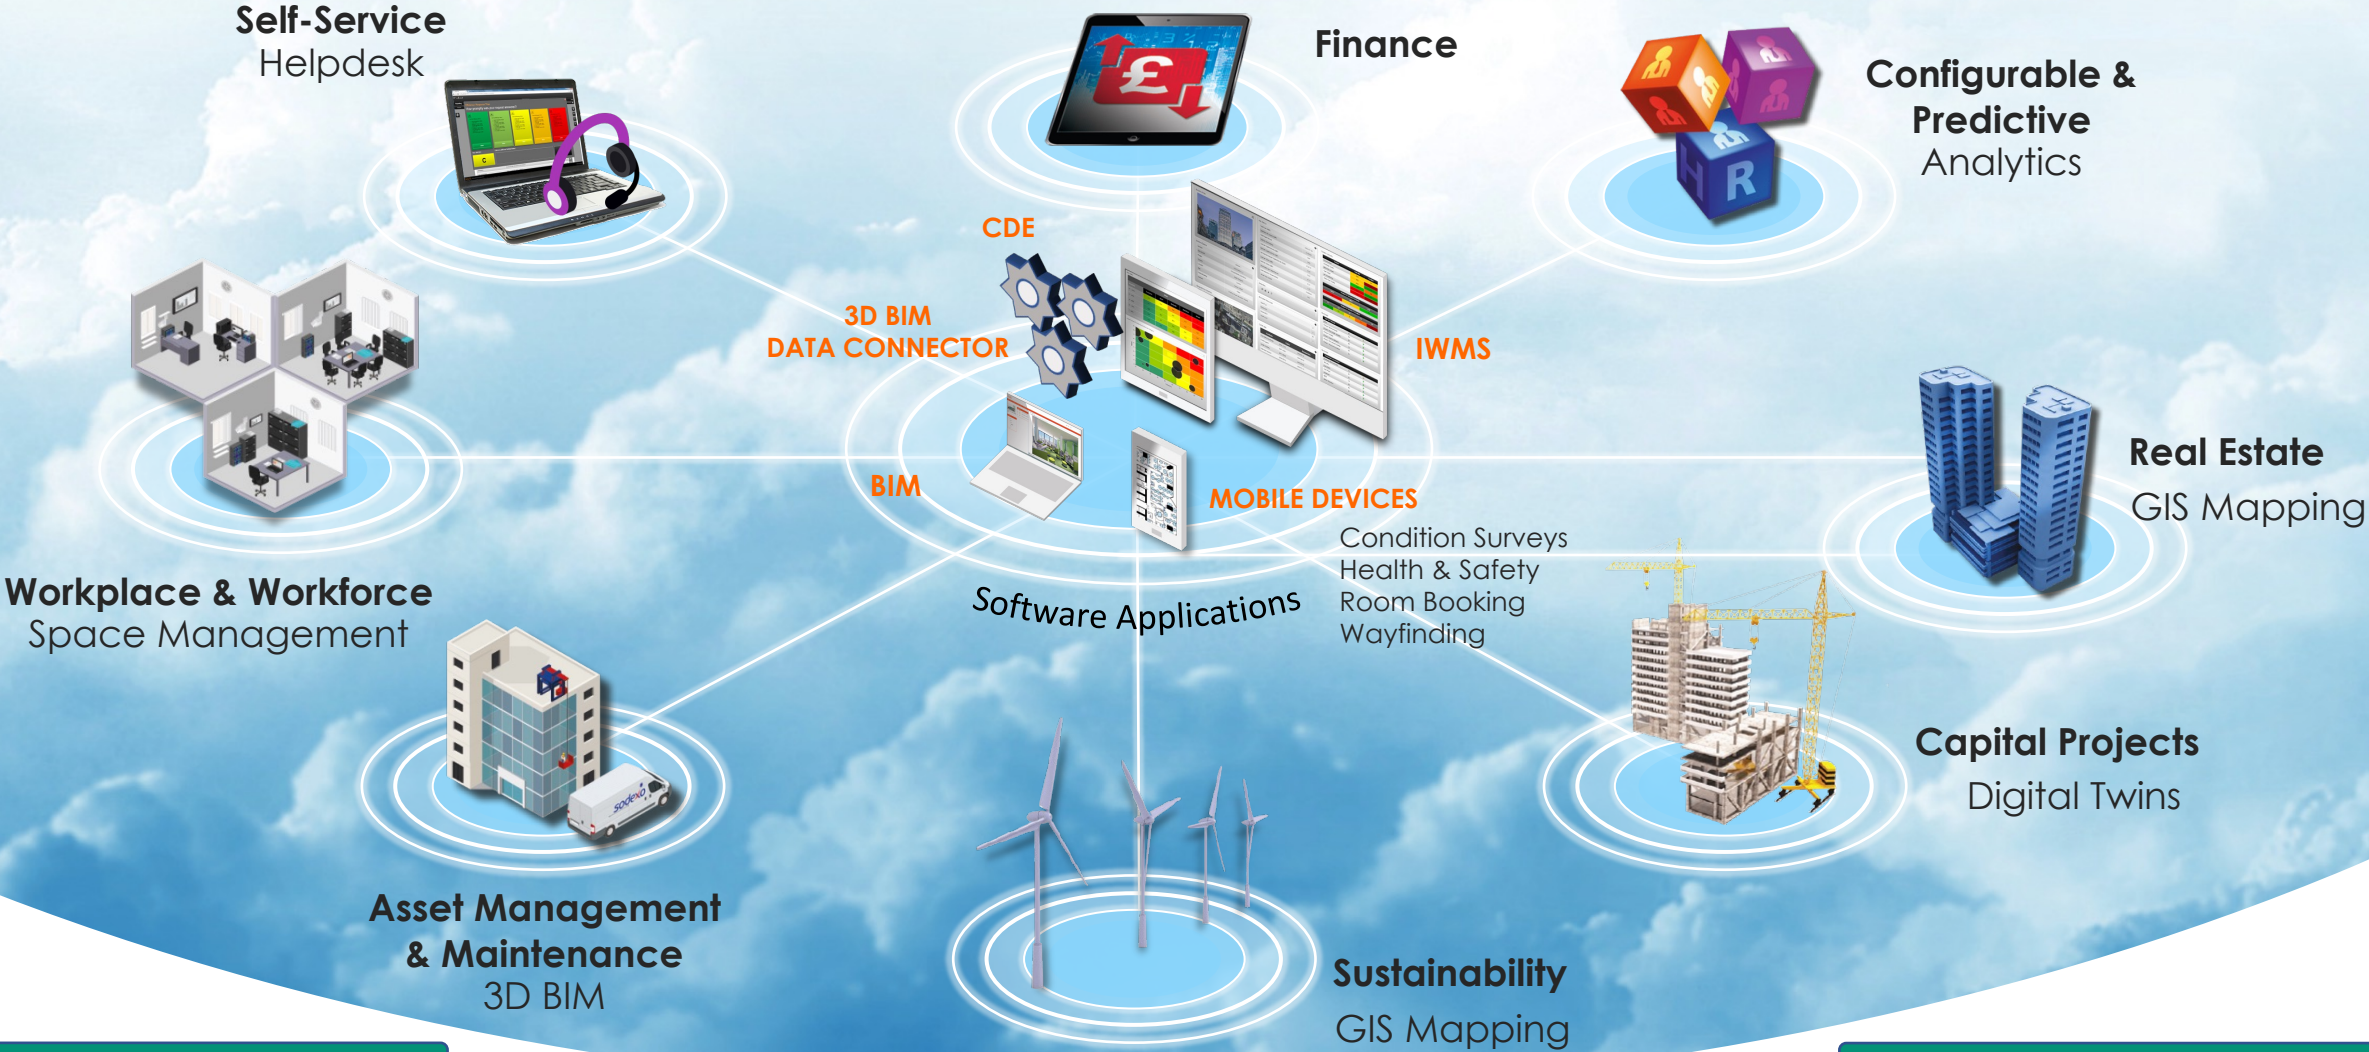 Self-Service
Helpdesk
Finance
£
Configurable &
Predictive
Analytics
H
R
CDE
3D BIM
DATA CONNECTOR
IWMS
BIM
MOBILE DEVICES
Condition Surveys
Health & Safety
Room Booking
Wayfinding
Software Applications
Real Estate
GIS Mapping
Workplace & Workforce
Space Management
sodexo
Capital Projects
Digital Twins
Asset Management
& Maintenance
3D BIM
Sustainability
GIS Mapping